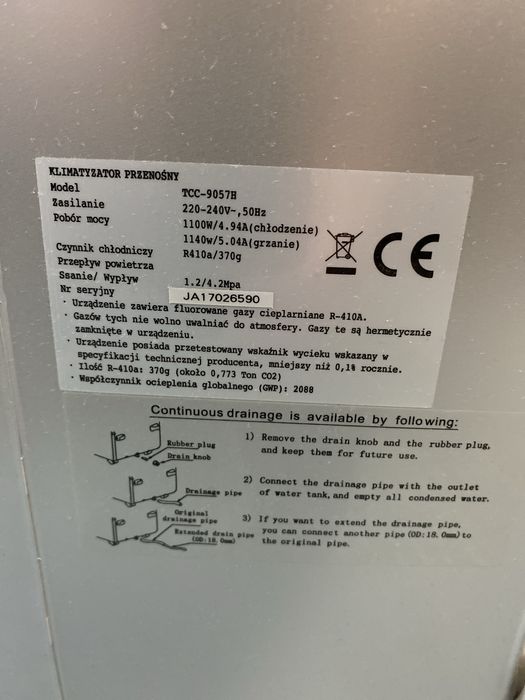 KLIMATYZATOR PRZENOŚNY
Model TCC-9057H
Zasilanie 220-240V~,50Hz
Pobór mocy 1100W/4.94A(chłodzenie)
1140w/5.04A(grzanie)
Czynnik chłodniczy R410a/370g
Przepływ powietrza
Ssanie/ Wypływ 1.2/4.2Mpa
Nr seryjny JA17026590
· Urządzenie zawiera fluorowane gazy cieplarniane R-410A.
· Gazów tych nie wolno uwalniać do atmosfery. Gazy te są hermetycznie
zamknięte w urządzeniu.
· Urządzenie posiada przetestowany wskaźnik wycieku wskazany w
specyfikacji technicznej producenta, mniejszy niż 0,1% rocznie.
· Ilość R-410a: 370g (około 0,773 Ton CO2)
· Współczynnik ocieplenia globalnego (GWP): 2088
CE
Continuous drainage is available by following:
Rubber plug
Drain knob
1) Remove the drain knob and the rubber plug,
and keep them for future use.
Drainage pipe
2) Connect the drainage pipe with the outlet
of water tank, and empty all condensed water.
Original
drainage pipe
Extended drain pipe
(OD:18.0mm)
3) If you want to extend the drainage pipe,
you can connect another pipe (OD:18.0mm) to
the original pipe.